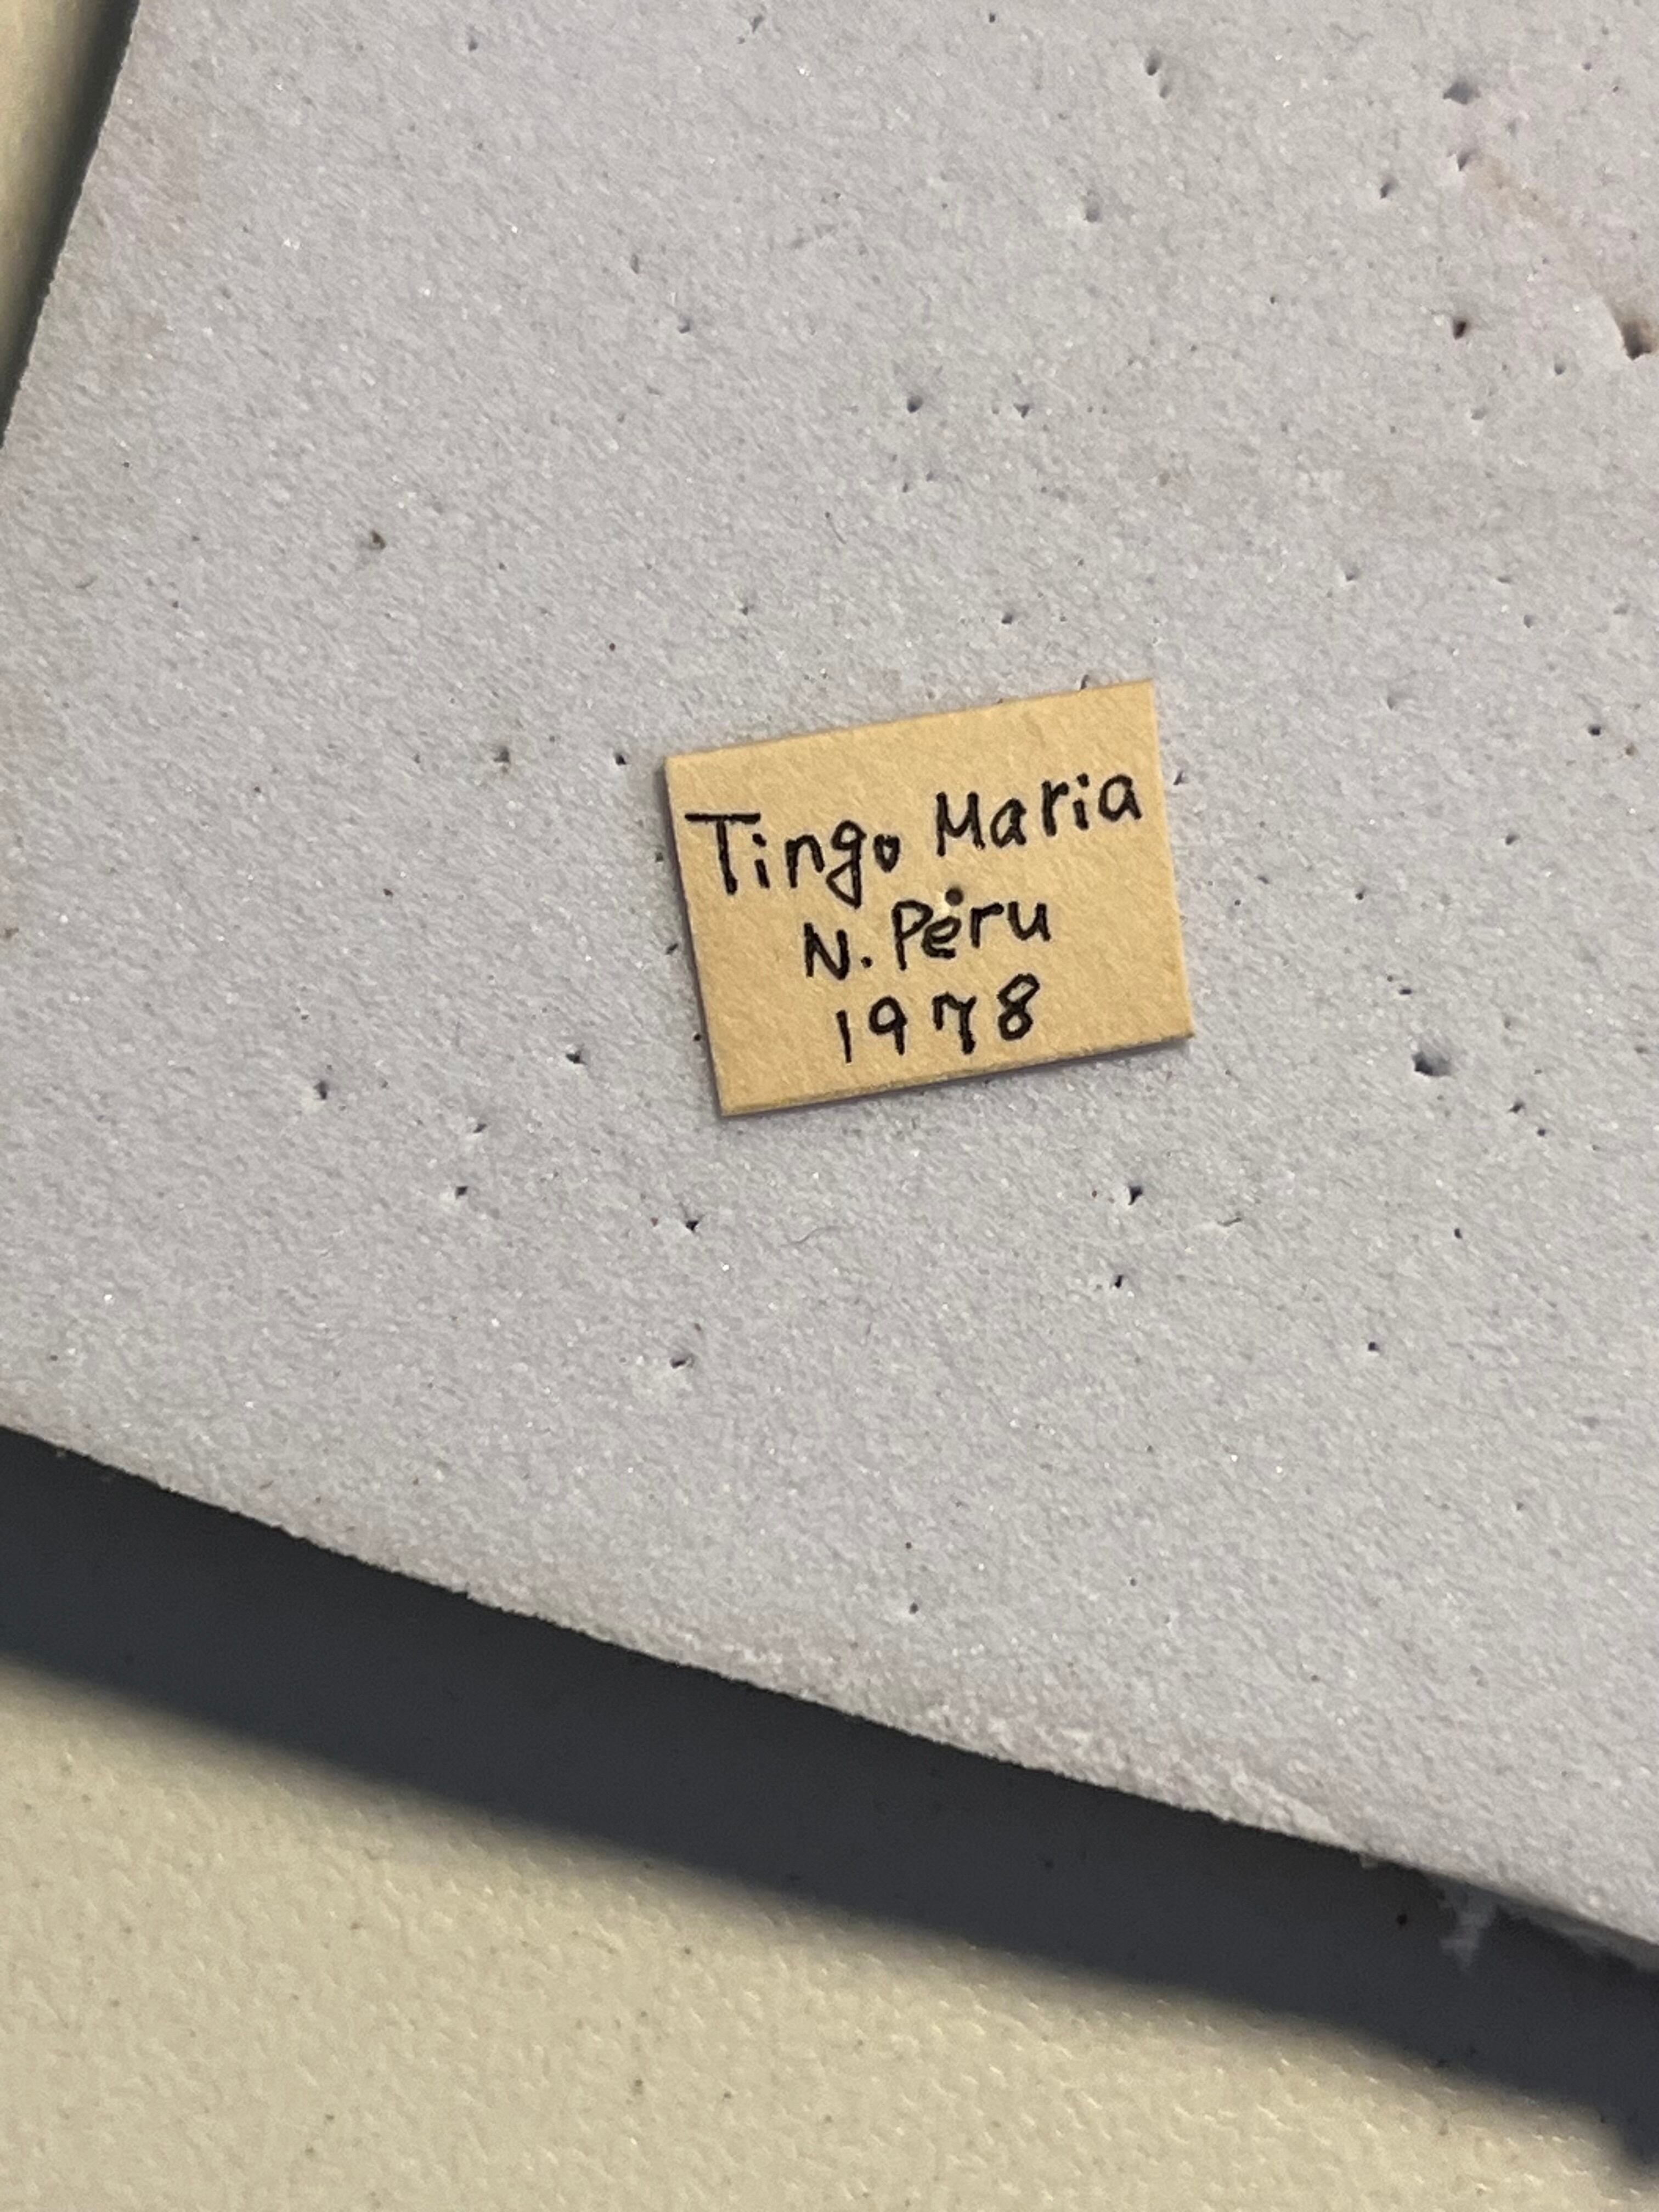 Tingo Maria
N. Peru
1978